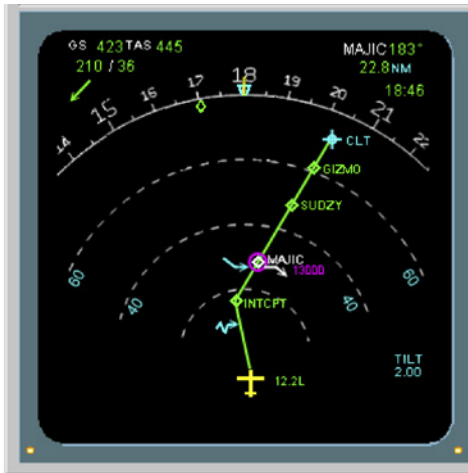 GS 423 TAS 445
MAJIC 183°
210 / 36
22.8 NM
18:46
14 15 16 17 18 19 20 21 22
CLT
GIZMO
SUDZY
MAJIC
13000
60 60
40 40
INTCPT
TILT
2.00
12.2L